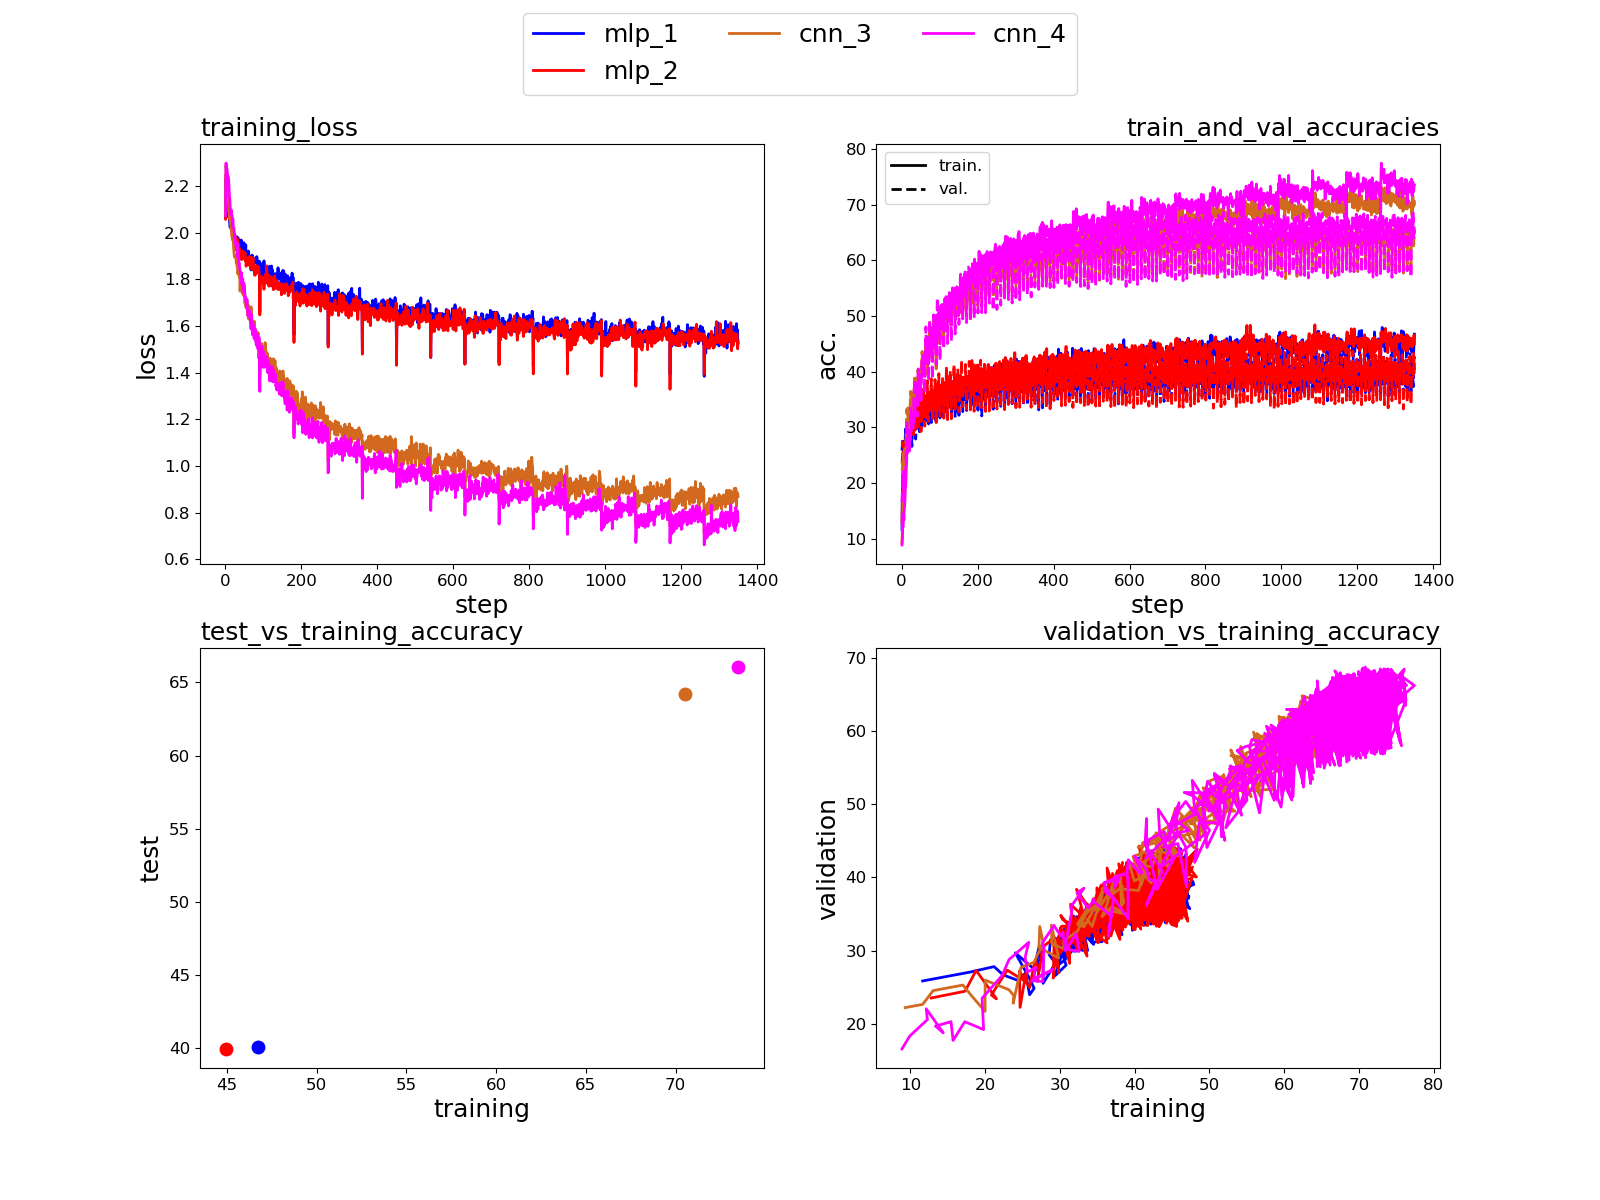 mlp_1 cnn_3 cnn_4
mlp_2
training_loss
2.2
2.0
1.8
1.6
1.4
1.2
1.0
0.8
0.6
loss
0 200 400 600 800 1000 1200 1400
step
train_and_val_accuracies
train.
val.
80
70
60
50
40
30
20
10
acc.
0 200 400 600 800 1000 1200 1400
step
test_vs_training_accuracy
65
60
55
50
45
40
test
45 50 55 60 65 70
training
validation_vs_training_accuracy
70
60
50
40
30
20
validation
10 20 30 40 50 60 70 80
training